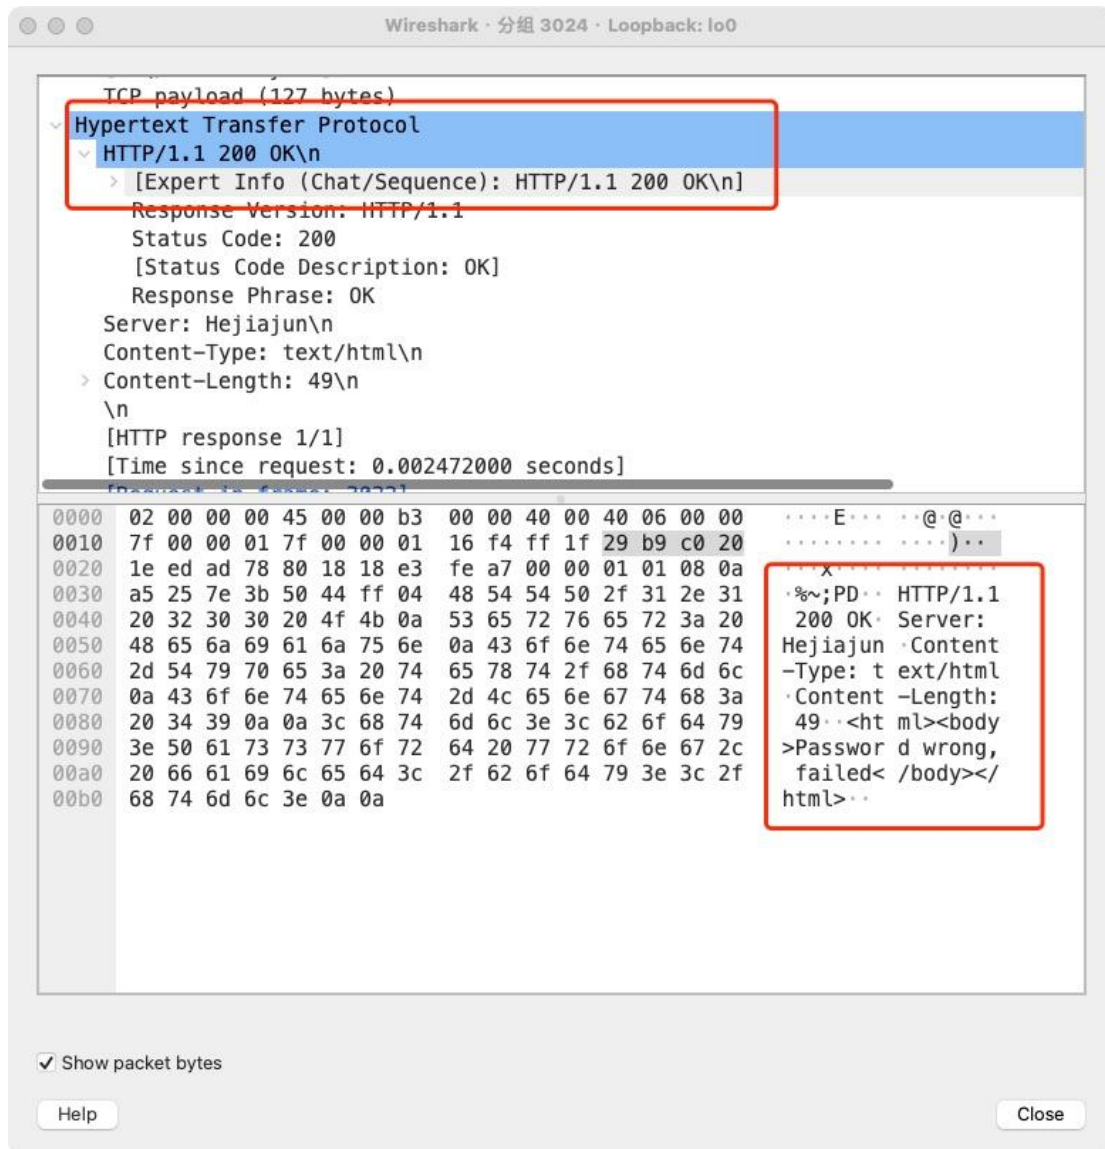 Wireshark · 分组 3024 · Loopback: lo0
TCP payload (127 bytes)
Hypertext Transfer Protocol
HTTP/1.1 200 OK\n
[Expert Info (Chat/Sequence): HTTP/1.1 200 OK\n]
Response Version: HTTP/1.1
Status Code: 200
[Status Code Description: OK]
Response Phrase: OK
Server: Hejiajun\n
Content-Type: text/html\n
Content-Length: 49\n
\n
[HTTP response 1/1]
[Time since request: 0.002472000 seconds]
0000 02 00 00 00 45 00 00 b3 00 00 40 00 40 06 00 00 ····E··· ··@·@···
0010 7f 00 00 01 7f 00 00 01 16 f4 ff 1f 29 b9 c0 20 ········ ····)··
0020 1e ed ad 78 80 18 18 e3 fe a7 00 00 01 01 08 0a ···x···· ········
0030 a5 25 7e 3b 50 44 ff 04 48 54 54 50 2f 31 2e 31 ·%~;PD·· HTTP/1.1
0040 20 32 30 30 20 4f 4b 0a 53 65 72 76 65 72 3a 20 200 OK· Server:
0050 48 65 6a 69 61 6a 75 6e 0a 43 6f 6e 74 65 6e 74 Hejiajun ·Content
0060 2d 54 79 70 65 3a 20 74 65 78 74 2f 68 74 6d 6c -Type: t ext/html
0070 0a 43 6f 6e 74 65 6e 74 2d 4c 65 6e 67 74 68 3a ·Content -Length:
0080 20 34 39 0a 0a 3c 68 74 6d 6c 3e 3c 62 6f 64 79 49··<ht ml><body
0090 3e 50 61 73 73 77 6f 72 64 20 77 72 6f 6e 67 2c >Passwor d wrong,
00a0 20 66 61 69 6c 65 64 3c 2f 62 6f 64 79 3e 3c 2f failed< /body></
00b0 68 74 6d 6c 3e 0a 0a html>··
Show packet bytes
Help
Close